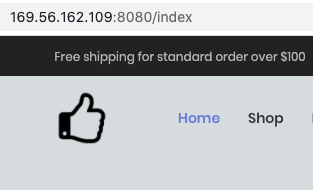 169.56.162.109:8080/index
Free shipping for standard order over $100
Home Shop